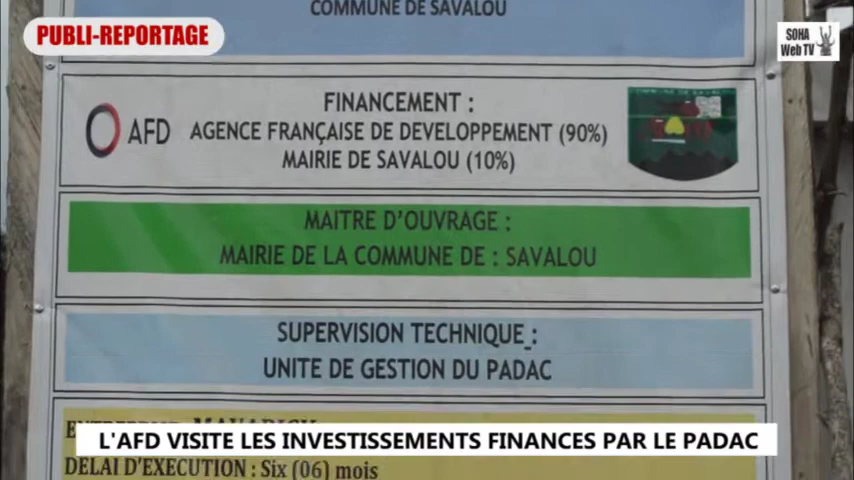 COMMUNE DE SAVALOU
PUBLI-REPORTAGE
SOHA
Web TV
FINANCEMENT :
AFD
AGENCE FRANÇAISE DE DEVELOPPEMENT (90%)
MAIRIE DE SAVALOU (10%)
MAITRE D'OUVRAGE :
MAIRIE DE LA COMMUNE DE : SAVALOU
SUPERVISION TECHNIQUE :
UNITE DE GESTION DU PADAC
L'AFD VISITE LES INVESTISSEMENTS FINANCES PAR LE PADAC
DELAI D'EXECUTION : Six (06) mois